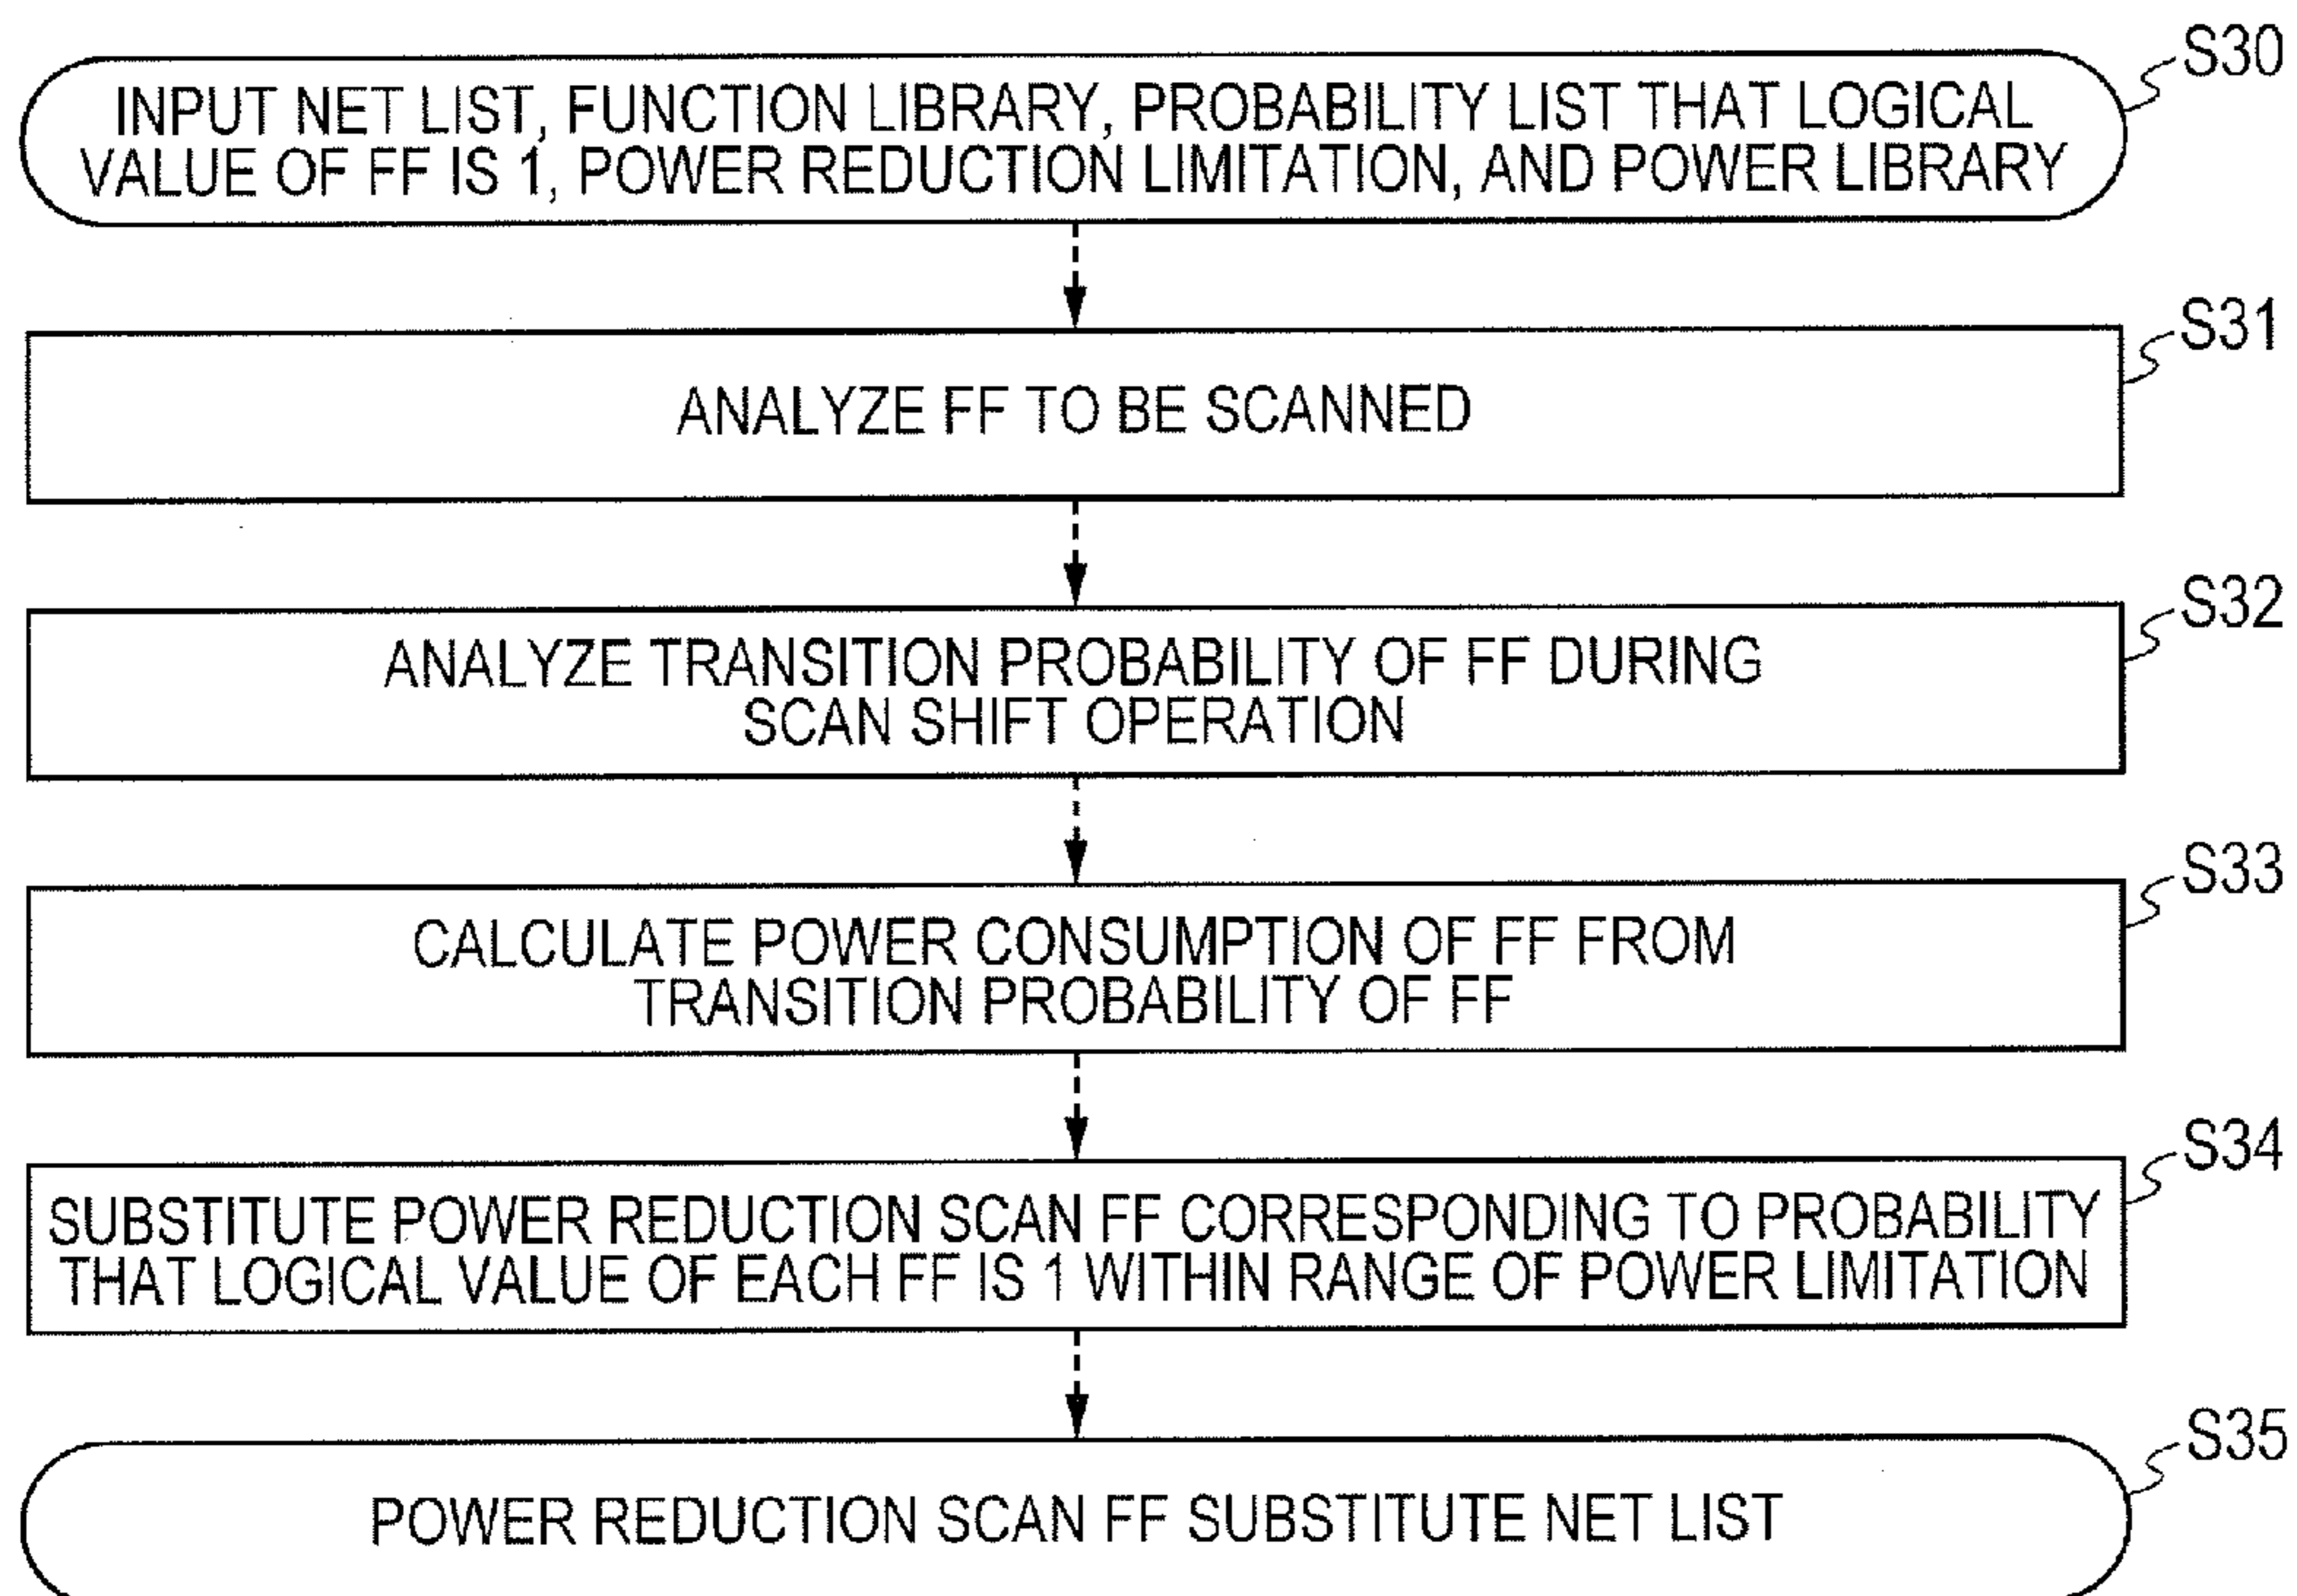 S30
INPUT NET LIST, FUNCTION LIBRARY, PROBABILITY LIST THAT LOGICAL
VALUE OF FF IS 1, POWER REDUCTION LIMITATION, AND POWER LIBRARY
S31
ANALYZE FF TO BE SCANNED
S32
ANALYZE TRANSITION PROBABILITY OF FF DURING
SCAN SHIFT OPERATION
S33
CALCULATE POWER CONSUMPTION OF FF FROM
TRANSITION PROBABILITY OF FF
S34
SUBSTITUTE POWER REDUCTION SCAN FF CORRESPONDING TO PROBABILITY
THAT LOGICAL VALUE OF EACH FF IS 1 WITHIN RANGE OF POWER LIMITATION
S35
POWER REDUCTION SCAN FF SUBSTITUTE NET LIST